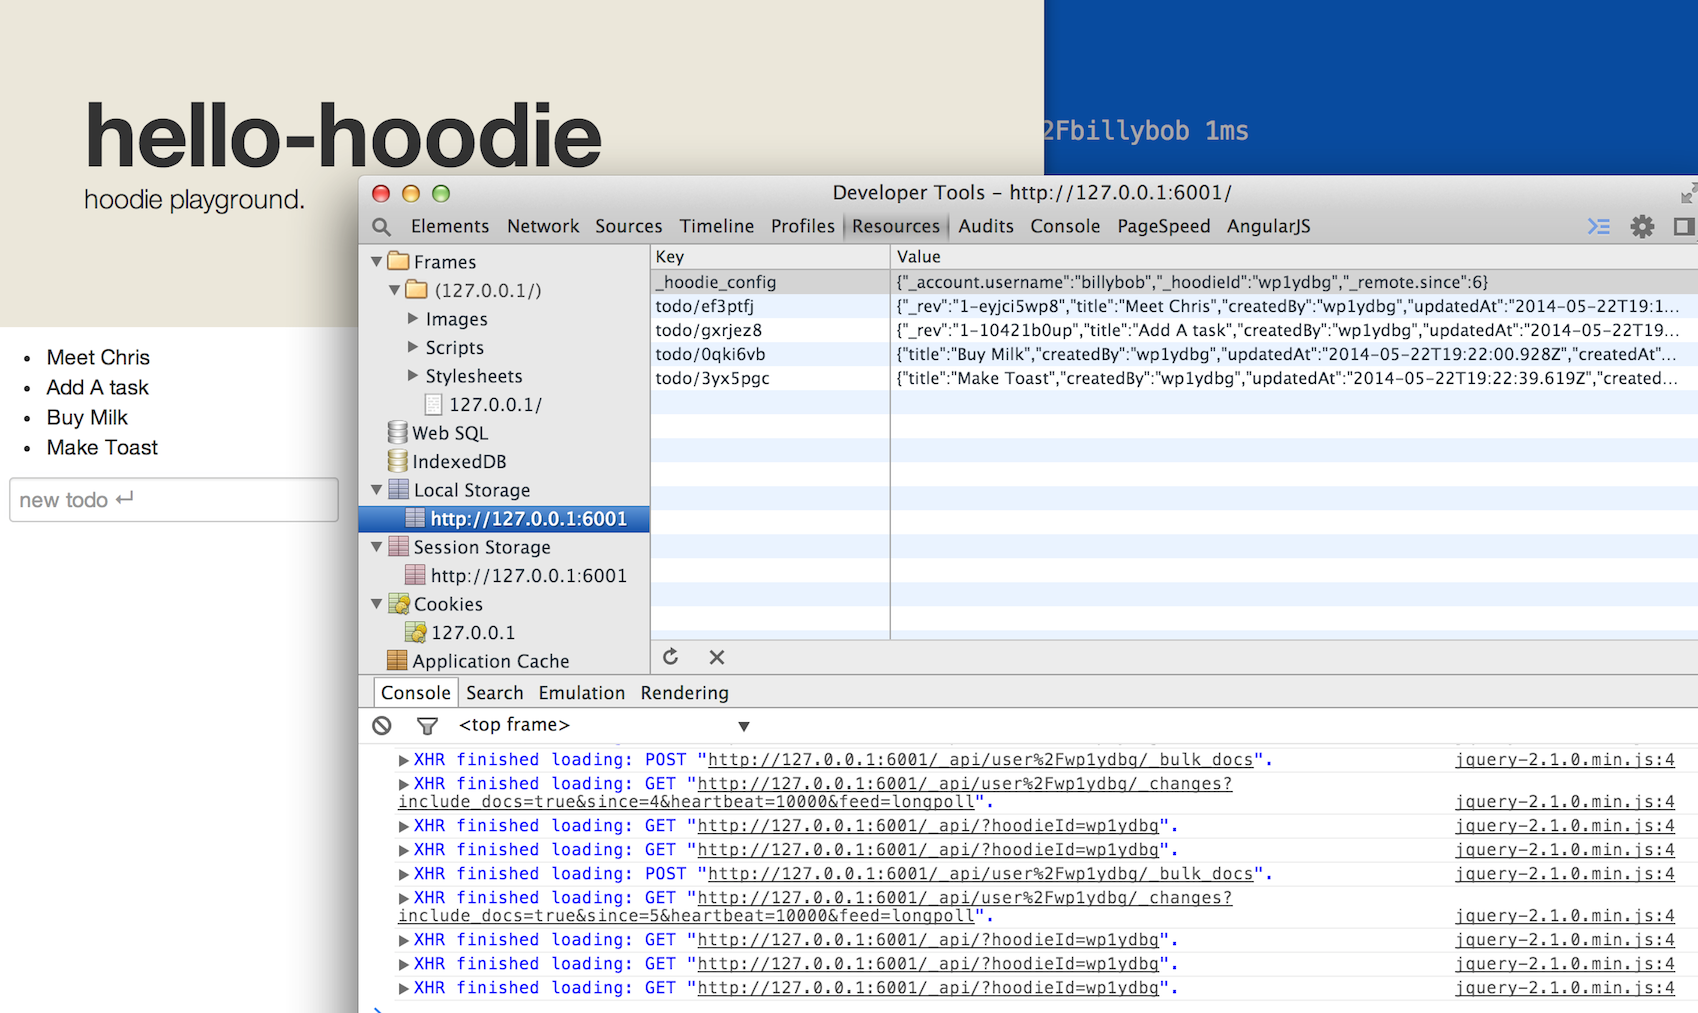 hello-hoodie
hoodie playground.
2Fbillybob 1ms
Meet Chris
Add A task
Buy Milk
Make Toast
new todo ↵
Developer Tools – http://127.0.0.1:6001/
Elements Network Sources Timeline Profiles Resources Audits Console PageSpeed AngularJS
Frames
(127.0.0.1/)
Images
Scripts
Stylesheets
127.0.0.1/
Web SQL
IndexedDB
Local Storage
http://127.0.0.1:6001
Session Storage
http://127.0.0.1:6001
Cookies
127.0.0.1
Application Cache
Key Value
_hoodie_config {"_account.username":"billybob","_hoodieId":"wp1ydbg","_remote.since":6}
todo/ef3ptfj {"_rev":"1-eyjci5wp8","title":"Meet Chris","createdBy":"wp1ydbg","updatedAt":"2014-05-22T19:1...
todo/gxrjez8 {"_rev":"1-10421b0up","title":"Add A task","createdBy":"wp1ydbg","updatedAt":"2014-05-22T19...
todo/0qki6vb {"title":"Buy Milk","createdBy":"wp1ydbg","updatedAt":"2014-05-22T19:22:00.928Z","createdAt"...
todo/3yx5pgc {"title":"Make Toast","createdBy":"wp1ydbg","updatedAt":"2014-05-22T19:22:39.619Z","created...
Console Search Emulation Rendering
<top frame>
XHR finished loading: POST "http://127.0.0.1:6001/_api/user%2Fwp1ydbg/_bulk_docs". jquery-2.1.0.min.js:4
XHR finished loading: GET "http://127.0.0.1:6001/_api/user%2Fwp1ydbg/_changes?
include_docs=true&since=4&heartbeat=10000&feed=longpoll". jquery-2.1.0.min.js:4
XHR finished loading: GET "http://127.0.0.1:6001/_api/?hoodieId=wp1ydbg". jquery-2.1.0.min.js:4
XHR finished loading: GET "http://127.0.0.1:6001/_api/?hoodieId=wp1ydbg". jquery-2.1.0.min.js:4
XHR finished loading: POST "http://127.0.0.1:6001/_api/user%2Fwp1ydbg/_bulk_docs". jquery-2.1.0.min.js:4
XHR finished loading: GET "http://127.0.0.1:6001/_api/user%2Fwp1ydbg/_changes?
include_docs=true&since=5&heartbeat=10000&feed=longpoll". jquery-2.1.0.min.js:4
XHR finished loading: GET "http://127.0.0.1:6001/_api/?hoodieId=wp1ydbg". jquery-2.1.0.min.js:4
XHR finished loading: GET "http://127.0.0.1:6001/_api/?hoodieId=wp1ydbg". jquery-2.1.0.min.js:4
XHR finished loading: GET "http://127.0.0.1:6001/_api/?hoodieId=wp1ydbg". jquery-2.1.0.min.js:4